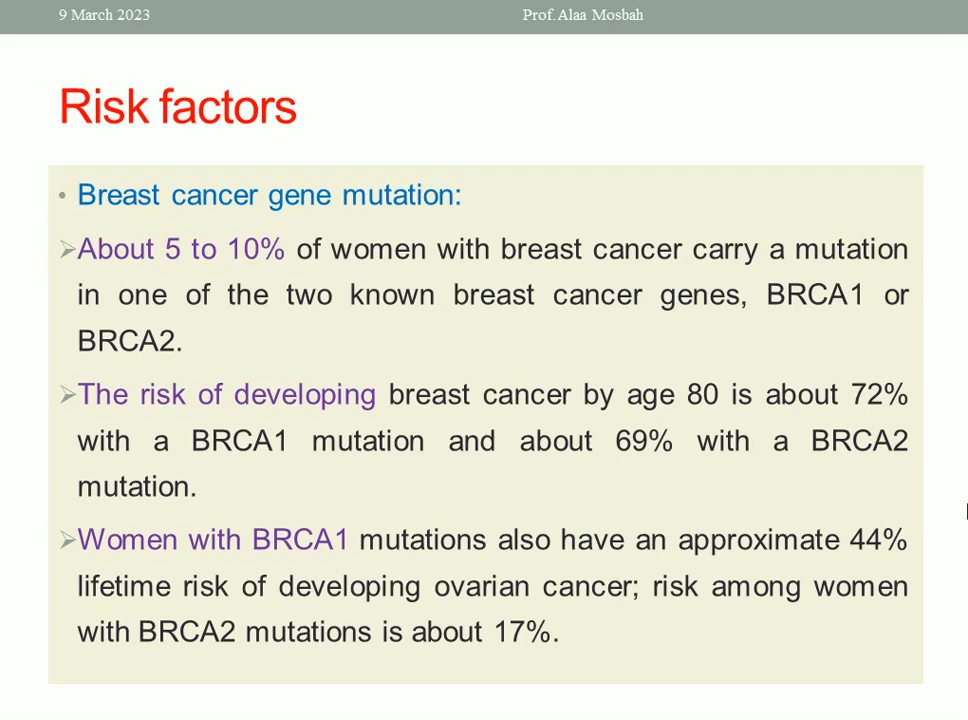 9 March 2023
Prof. Alaa Mosbah
Risk factors
• Breast cancer gene mutation:
➢About 5 to 10% of women with breast cancer carry a mutation
in one of the two known breast cancer genes, BRCA1 or
BRCA2.
➢The risk of developing breast cancer by age 80 is about 72%
with a BRCA1 mutation and about 69% with a BRCA2
mutation.
➢Women with BRCA1 mutations also have an approximate 44%
lifetime risk of developing ovarian cancer; risk among women
with BRCA2 mutations is about 17%.